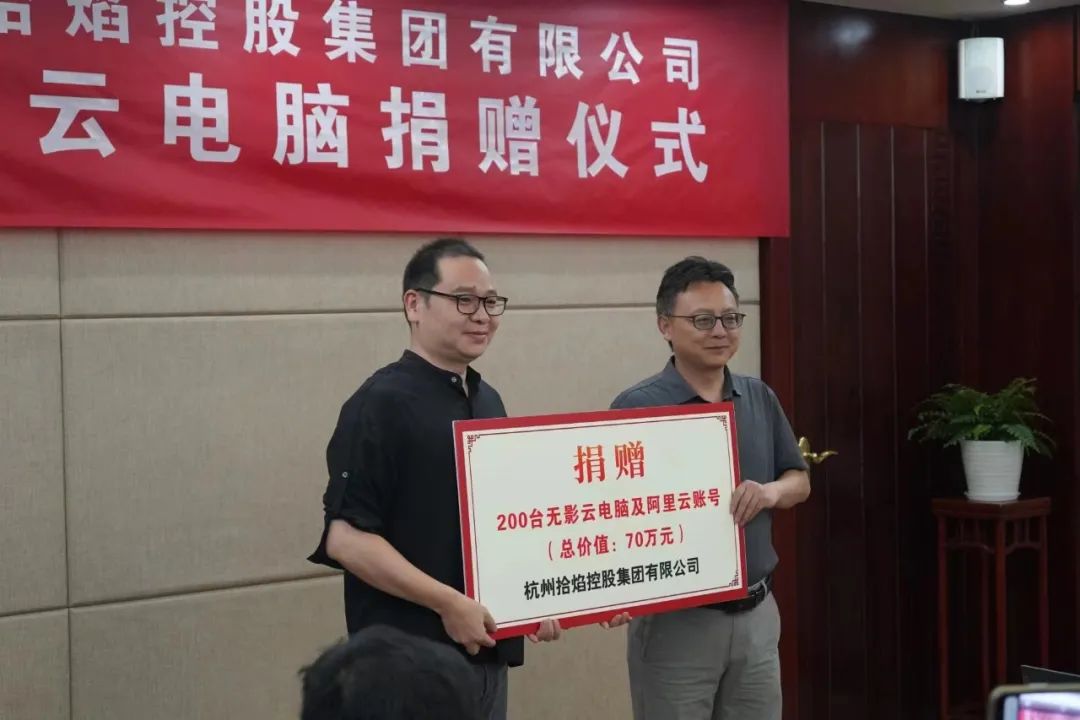 拾焰控股集团有限公司
云电脑捐赠仪式
捐赠
200台无影云电脑及阿里云账号
（总价值：70万元）
杭州拾焰控股集团有限公司